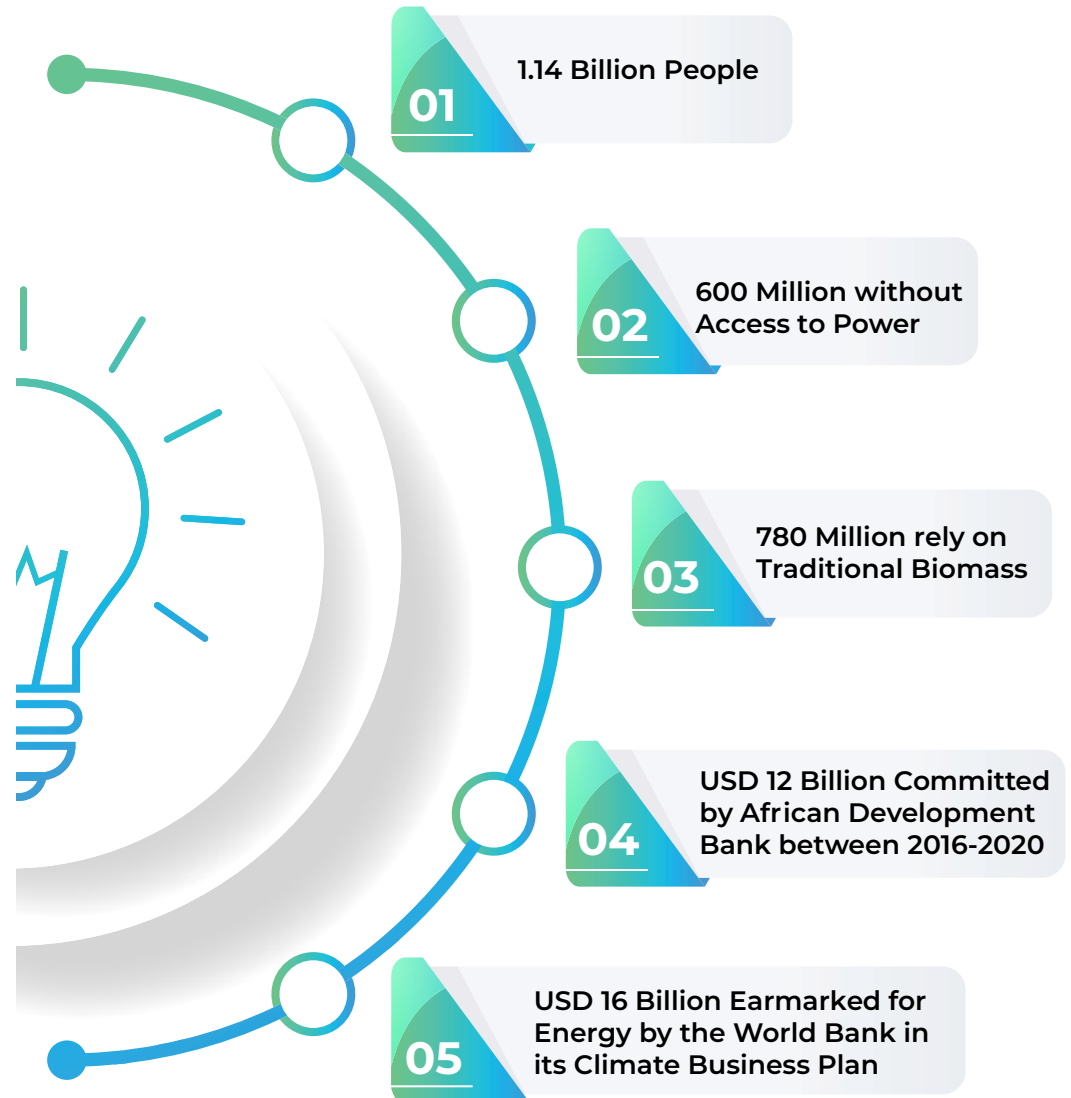 01
1.14 Billion People
02
600 Million without
Access to Power
03
780 Million rely on
Traditional Biomass
04
USD 12 Billion Committed
by African Development
Bank between 2016-2020
05
USD 16 Billion Earmarked for
Energy by the World Bank in
its Climate Business Plan